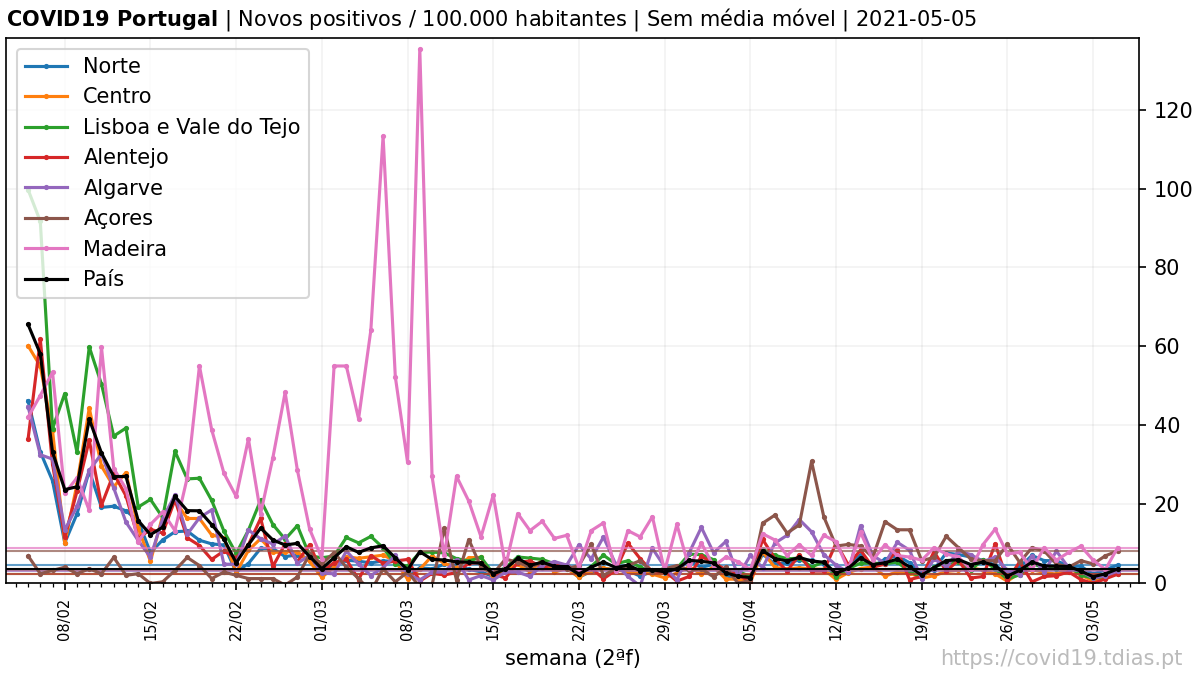 COVID19 Portugal | Novos positivos / 100.000 habitantes | Sem média móvel | 2021-05-05
Norte
Centro
Lisboa e Vale do Tejo
Alentejo
Algarve
Açores
Madeira
País
120
100
80
60
40
20
0
08/02
15/02
22/02
01/03
08/03
15/03
22/03
29/03
05/04
12/04
19/04
26/04
03/05
semana (2ªf)
https://covid19.tdias.pt